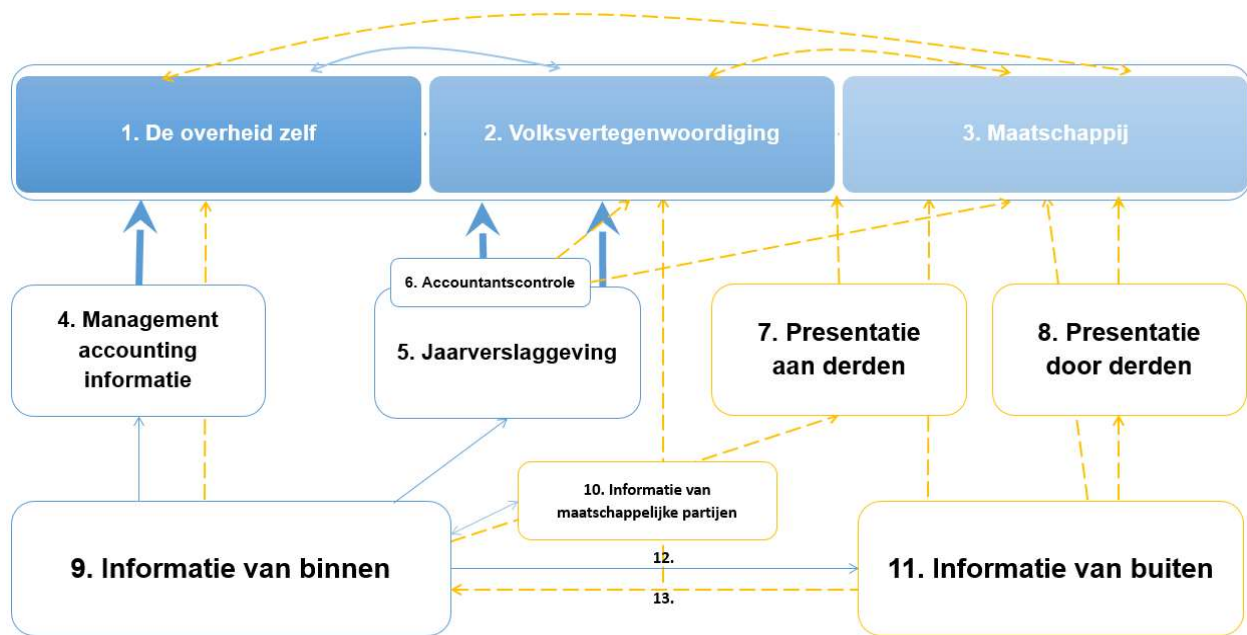 1. De overheid zelf
2. Volksvertegenwoordiging
3. Maatschappij
6. Accountantscontrole
4. Management
accounting
informatie
5. Jaarverslaggeving
7. Presentatie
aan derden
8. Presentatie
door derden
10. Informatie van
maatschappelijke partijen
9. Informatie van binnen
12.
11. Informatie van buiten
13.